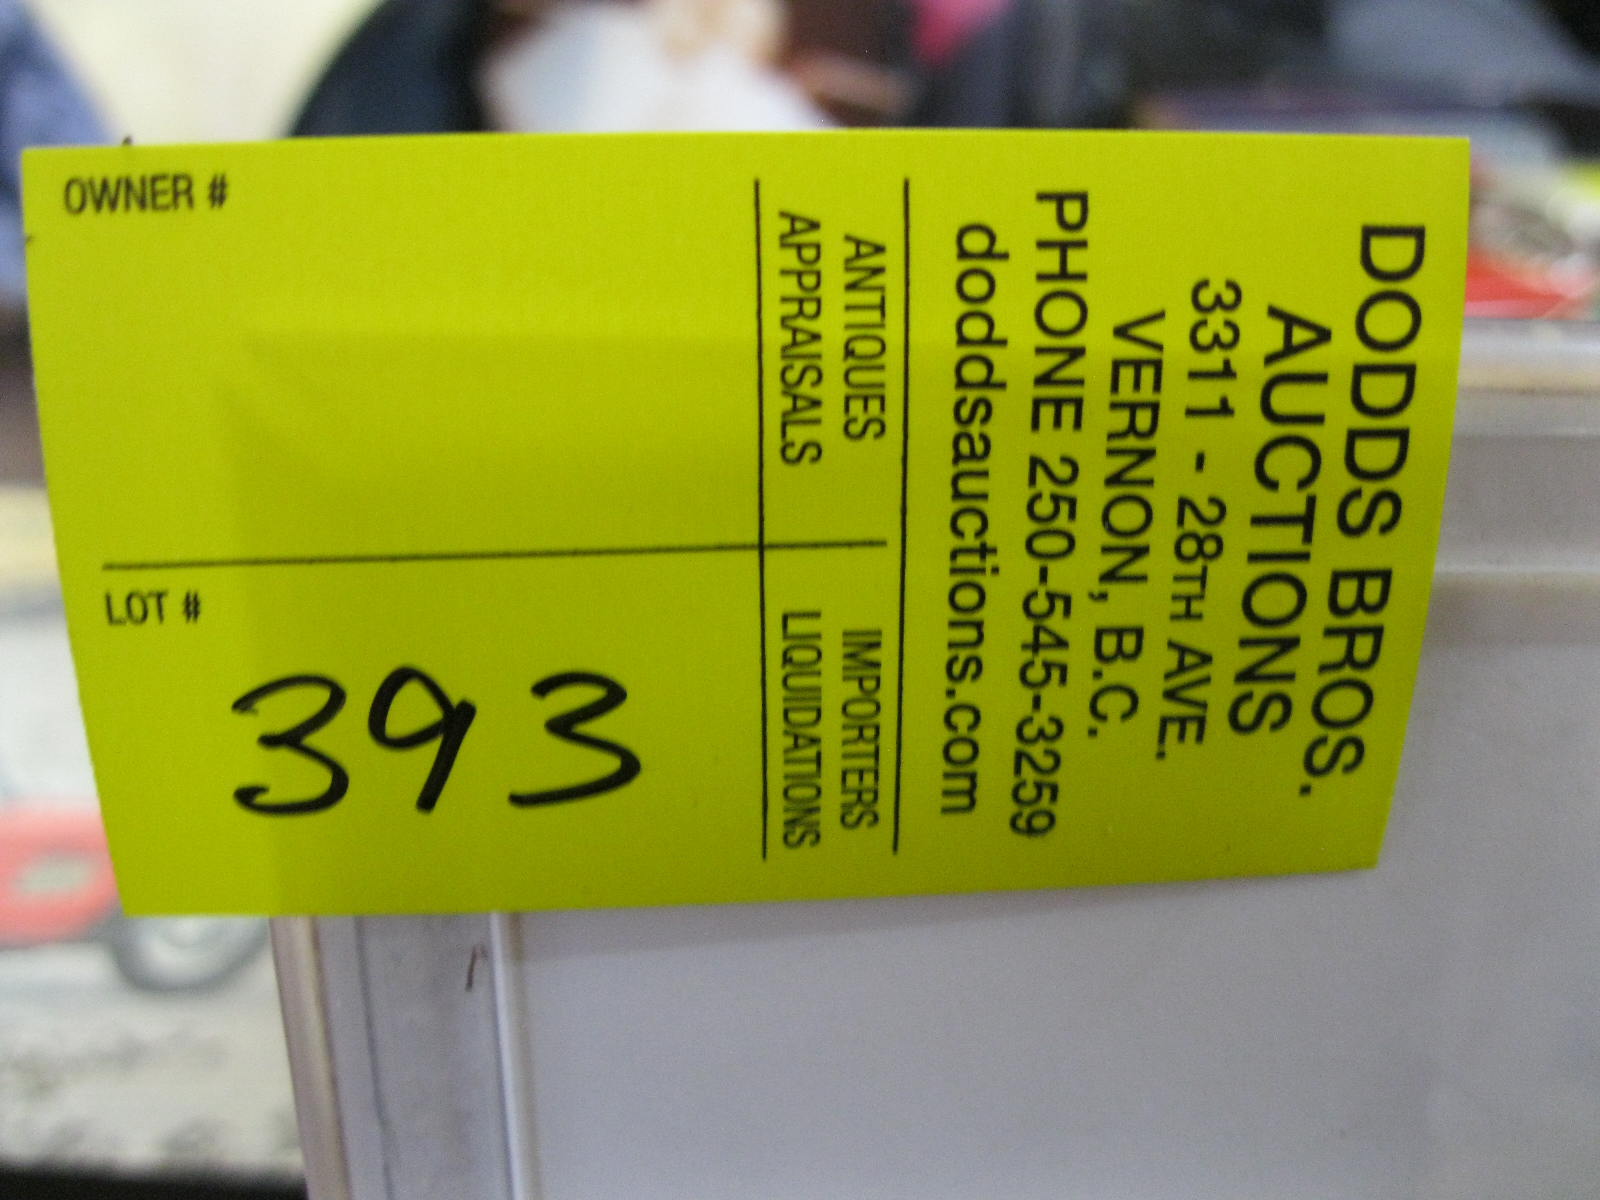 DODDS BROS.
AUCTIONS
3311 - 28TH AVE.
VERNON, B.C.
PHONE 250-545-3259
doddsauctions.com
ANTIQUES
APPRAISALS
IMPORTERS
LIQUIDATIONS
OWNER #
LOT #
393